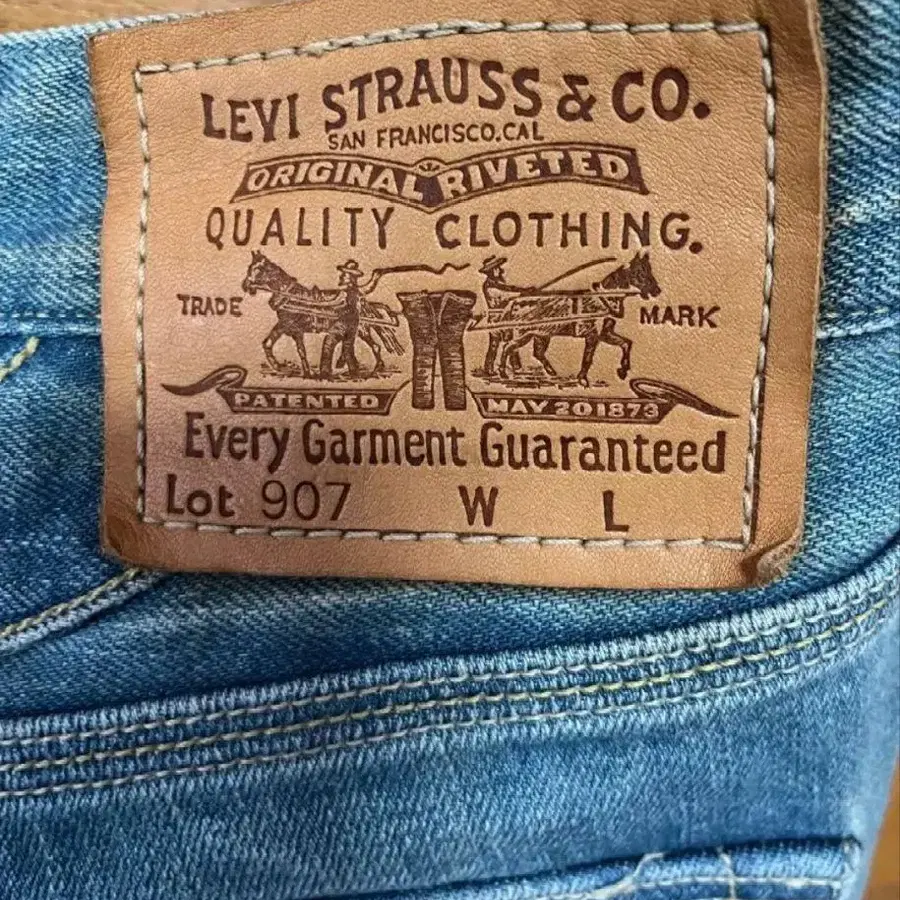 LEVI STRAUSS & CO.
SAN FRANCISCO,CAL
ORIGINAL RIVETED
QUALITY CLOTHING.
TRADE MARK
PATENTED MAY 20 1873
Every Garment Guaranteed
Lot 907 W L